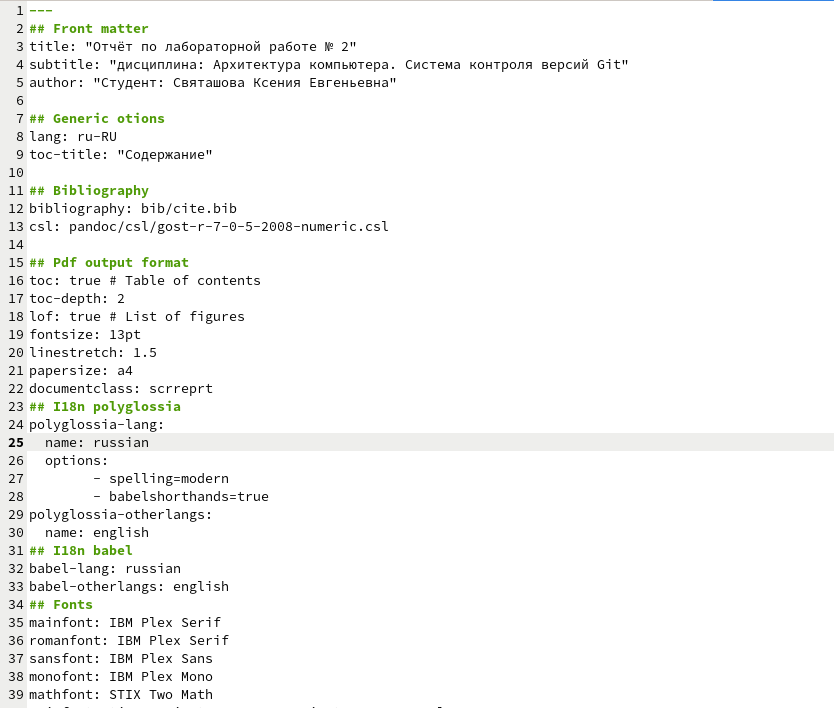 1 ---
2 ## Front matter
3 title: "Отчёт по лабораторной работе № 2"
4 subtitle: "дисциплина: Архитектура компьютера. Система контроля версий Git"
5 author: "Студент: Святашова Ксения Евгеньевна"
6
7 ## Generic otions
8 lang: ru-RU
9 toc-title: "Содержание"
10
11 ## Bibliography
12 bibliography: bib/cite.bib
13 csl: pandoc/csl/gost-r-7-0-5-2008-numeric.csl
14
15 ## Pdf output format
16 toc: true # Table of contents
17 toc-depth: 2
18 lof: true # List of figures
19 fontsize: 13pt
20 linestretch: 1.5
21 papersize: a4
22 documentclass: scrreprt
23 ## I18n polyglossia
24 polyglossia-lang:
25   name: russian
26   options:
27         - spelling=modern
28         - babelshorthands=true
29 polyglossia-otherlangs:
30   name: english
31 ## I18n babel
32 babel-lang: russian
33 babel-otherlangs: english
34 ## Fonts
35 mainfont: IBM Plex Serif
36 romanfont: IBM Plex Serif
37 sansfont: IBM Plex Sans
38 monofont: IBM Plex Mono
39 mathfont: STIX Two Math